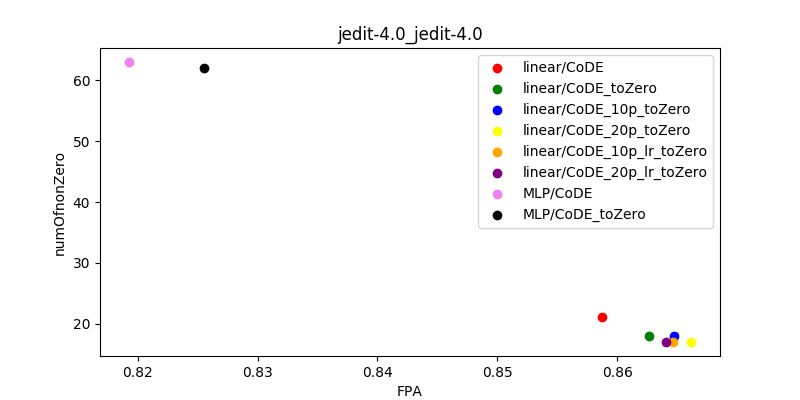 jedit-4.0_jedit-4.0
numOfnonZero
60
50
40
30
20
linear/CoDE
linear/CoDE_toZero
linear/CoDE_10p_toZero
linear/CoDE_20p_toZero
linear/CoDE_10p_lr_toZero
linear/CoDE_20p_lr_toZero
MLP/CoDE
MLP/CoDE_toZero
0.82 0.83 0.84 0.85 0.86
FPA